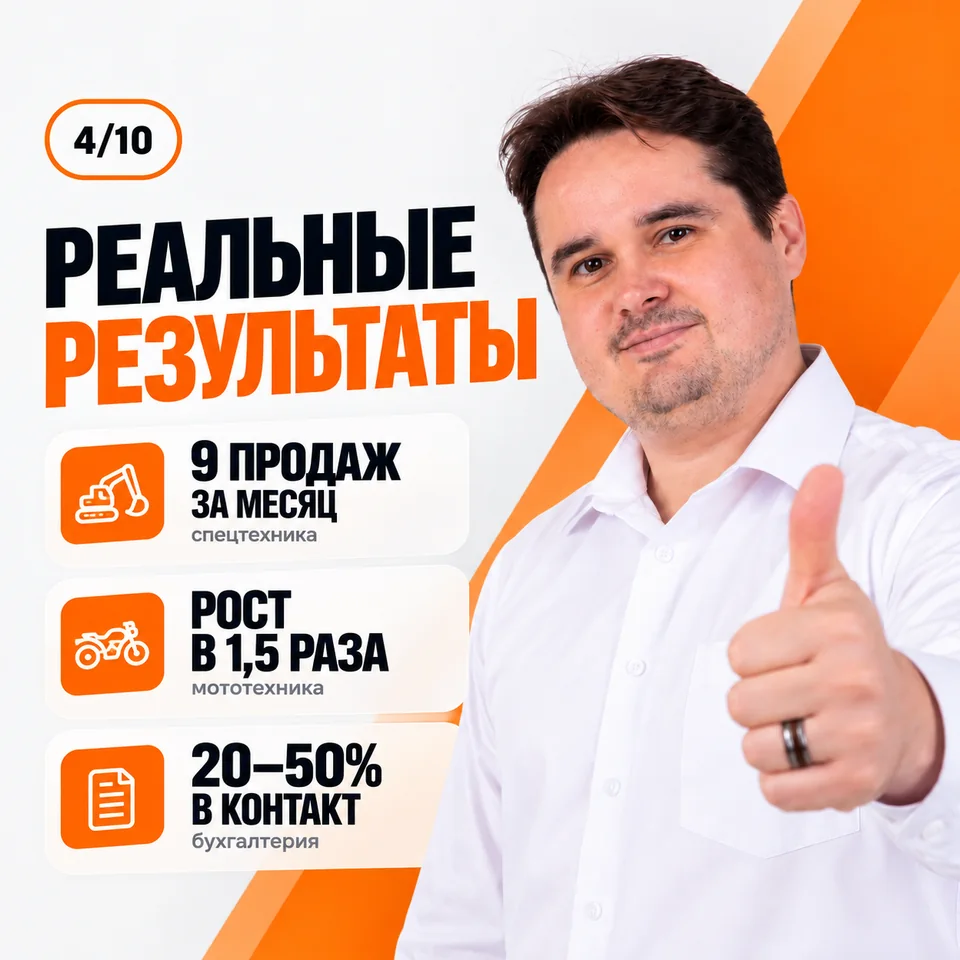 4/10
РЕАЛЬНЫЕ
РЕЗУЛЬТАТЫ
9 ПРОДАЖ
ЗА МЕСЯЦ
спецтехника
РОСТ
В 1,5 РАЗА
мототехника
20–50%
В КОНТАКТ
бухгалтерия